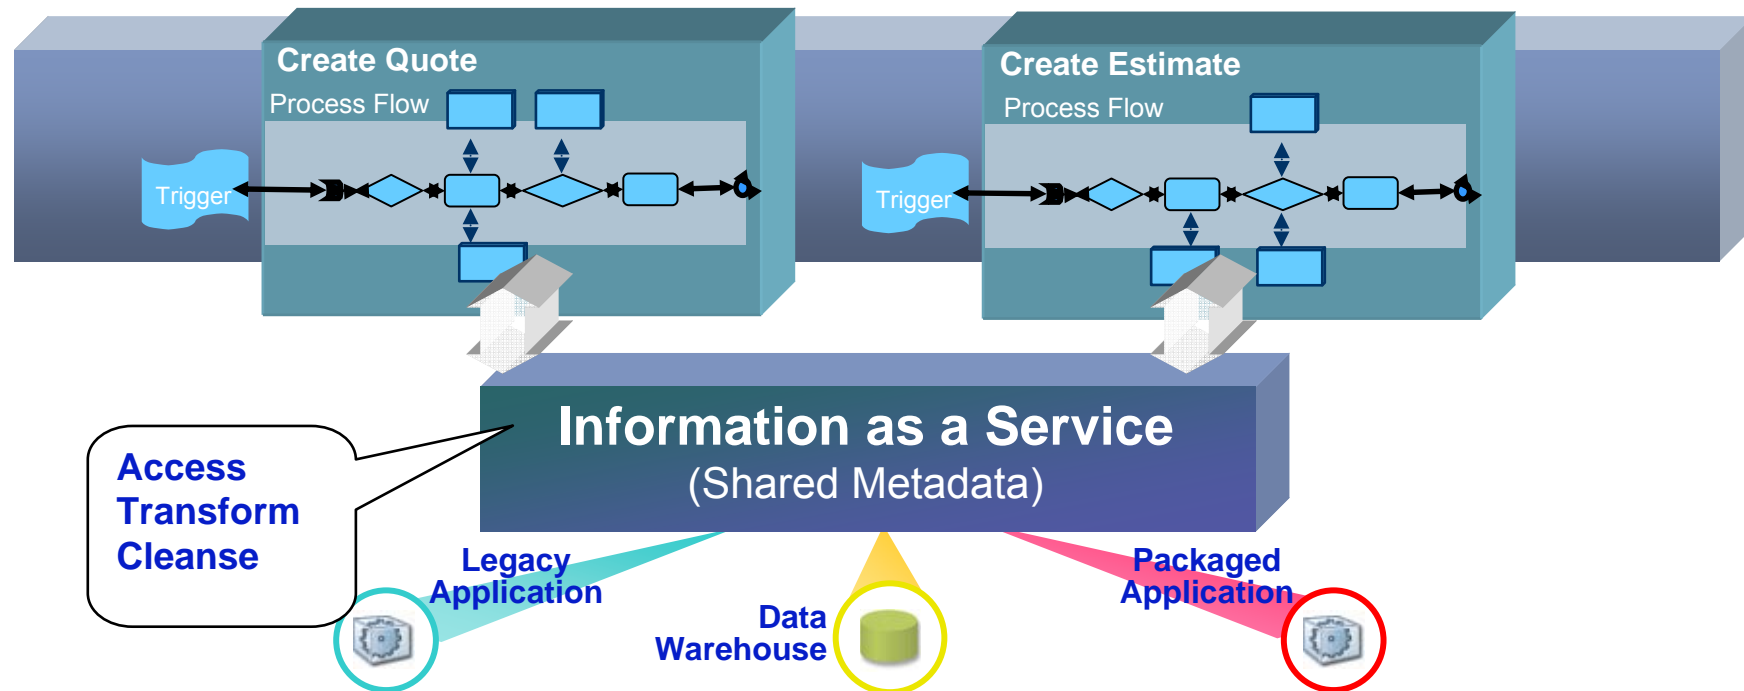 Create Quote
Process Flow
Trigger
Create Estimate
Process Flow
Trigger
Information as a Service
(Shared Metadata)
Access
Transform
Cleanse
Legacy
Application
Data
Warehouse
Packaged
Application